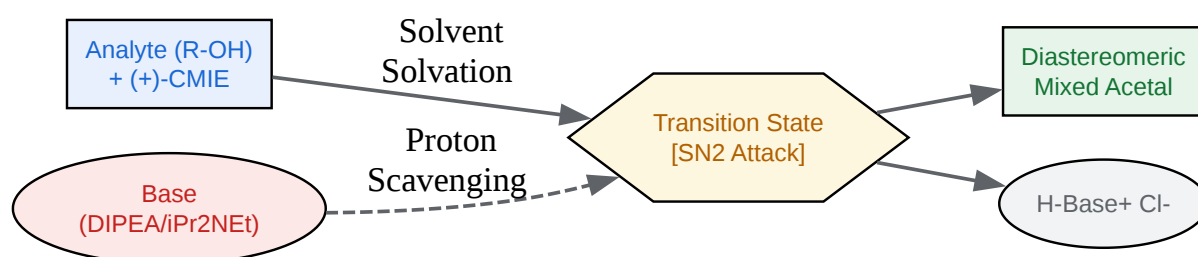 Analyte (R-OH)
+ (+)-CMIE
Solvent
Solvation
Base
(DIPEA/iPr2NEt)
Proton
Scavenging
Transition State
[SN2 Attack]
Diastereomeric
Mixed Acetal
H-Base+ Cl-